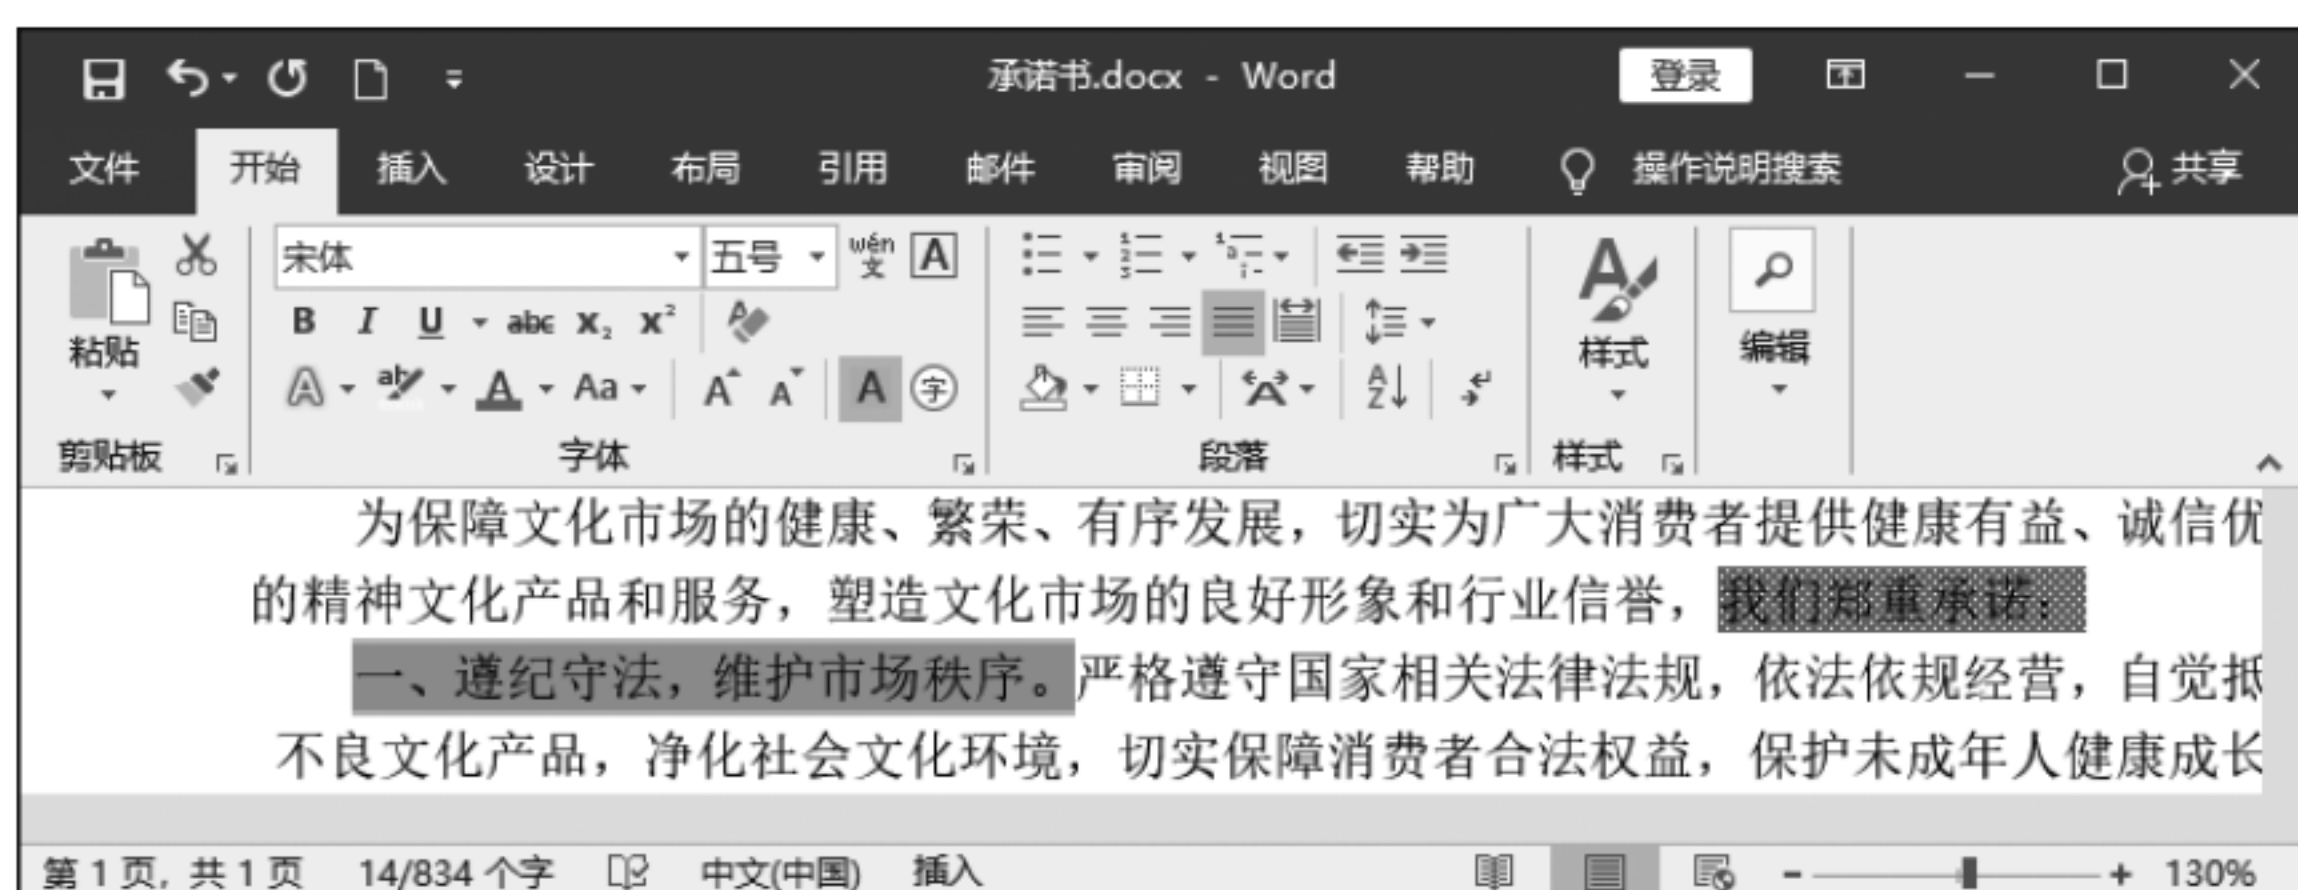 承诺书.docx - Word 登录
文件 开始 插入 设计 布局 引用 邮件 审阅 视图 帮助 操作说明搜索 共享
宋体 五号 wén文 A
B I U abc X₂ X² A
A ab A Aa A A A 字
粘贴 样式 编辑
剪贴板 字体 段落 样式
为保障文化市场的健康、繁荣、有序发展，切实为广大消费者提供健康有益、诚信优
的精神文化产品和服务，塑造文化市场的良好形象和行业信誉，我们郑重承诺：
一、遵纪守法，维护市场秩序。严格遵守国家相关法律法规，依法依规经营，自觉抵
不良文化产品，净化社会文化环境，切实保障消费者合法权益，保护未成年人健康成长
第 1 页, 共 1 页 14/834 个字 中文(中国) 插入 130%